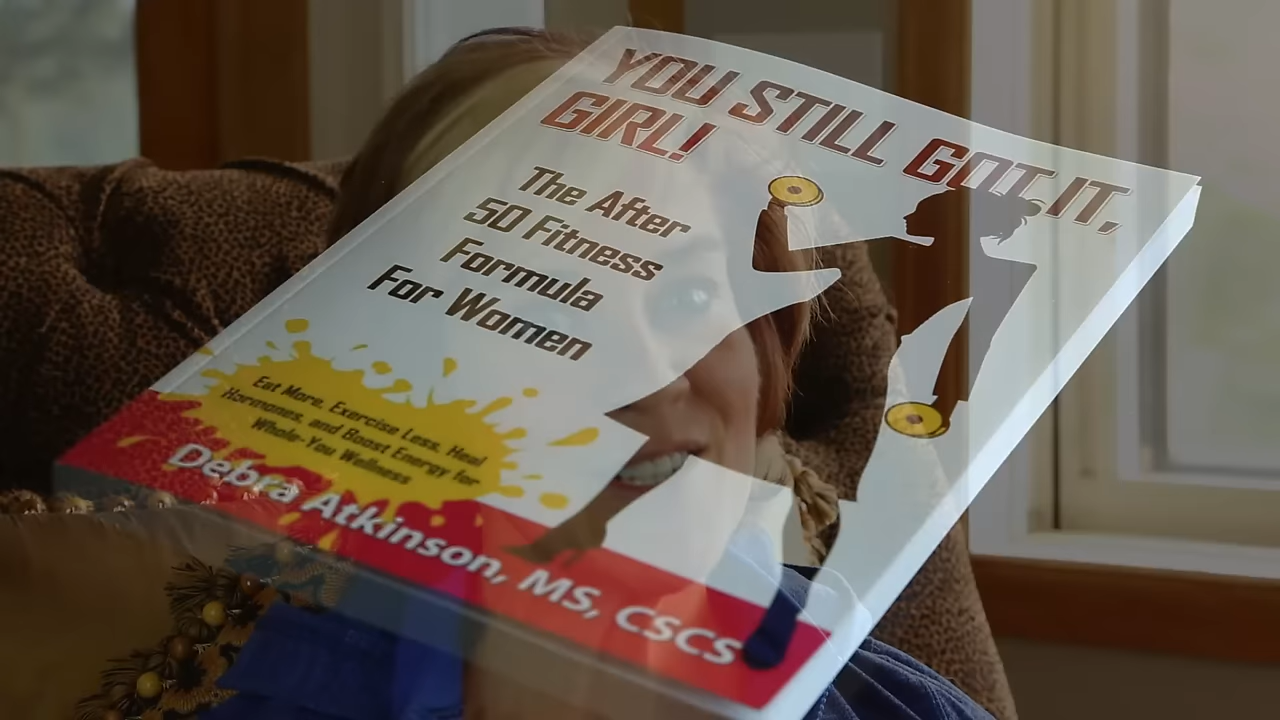 YOU STILL GOT IT,
GIRL!
The After
50 Fitness
Formula
For Women
Eat More, Exercise Less, Heal
Hormones, and Boost Energy for
Whole-You Wellness
Debra Atkinson, MS, CSCS